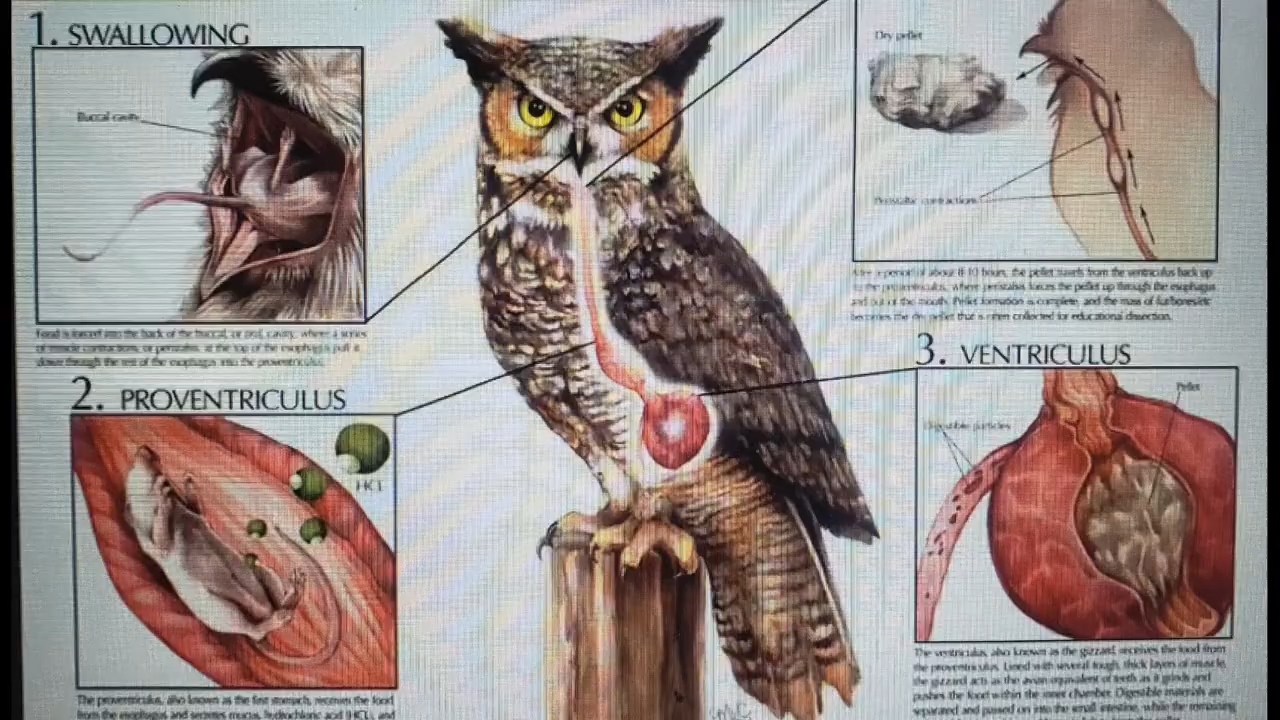 1. SWALLOWING
Buccal cavity
Food is forced into the back of the buccal, or oral, cavity, where a series
of muscle contractions, or peristalsis, at the top of the esophagus pull it
down through the rest of the esophagus into the proventriculus.
2. PROVENTRICULUS
HCL
The proventriculus, also known as the first stomach, receives the food
from the esophagus and secretes mucus, hydrochloric acid (HCL), and
Dry pellet
Peristaltic contractions
After a period of about 8-10 hours, the pellet travels from the ventriculus back up
to the proventriculus, where peristalsis forces the pellet up through the esophagus
and out of the mouth. Pellet formation is complete, and the mass of fur/bones/etc
becomes the dry pellet that is often collected for educational dissection.
3. VENTRICULUS
Pellet
Digestible particles
The ventriculus, also known as the gizzard, receives the food from
the proventriculus. Lined with several tough, thick layers of muscle,
the gizzard acts as the avian equivalent of teeth as it grinds and
pushes the food within the inner chamber. Digestible materials are
separated and passed on into the small intestine, while the remaining